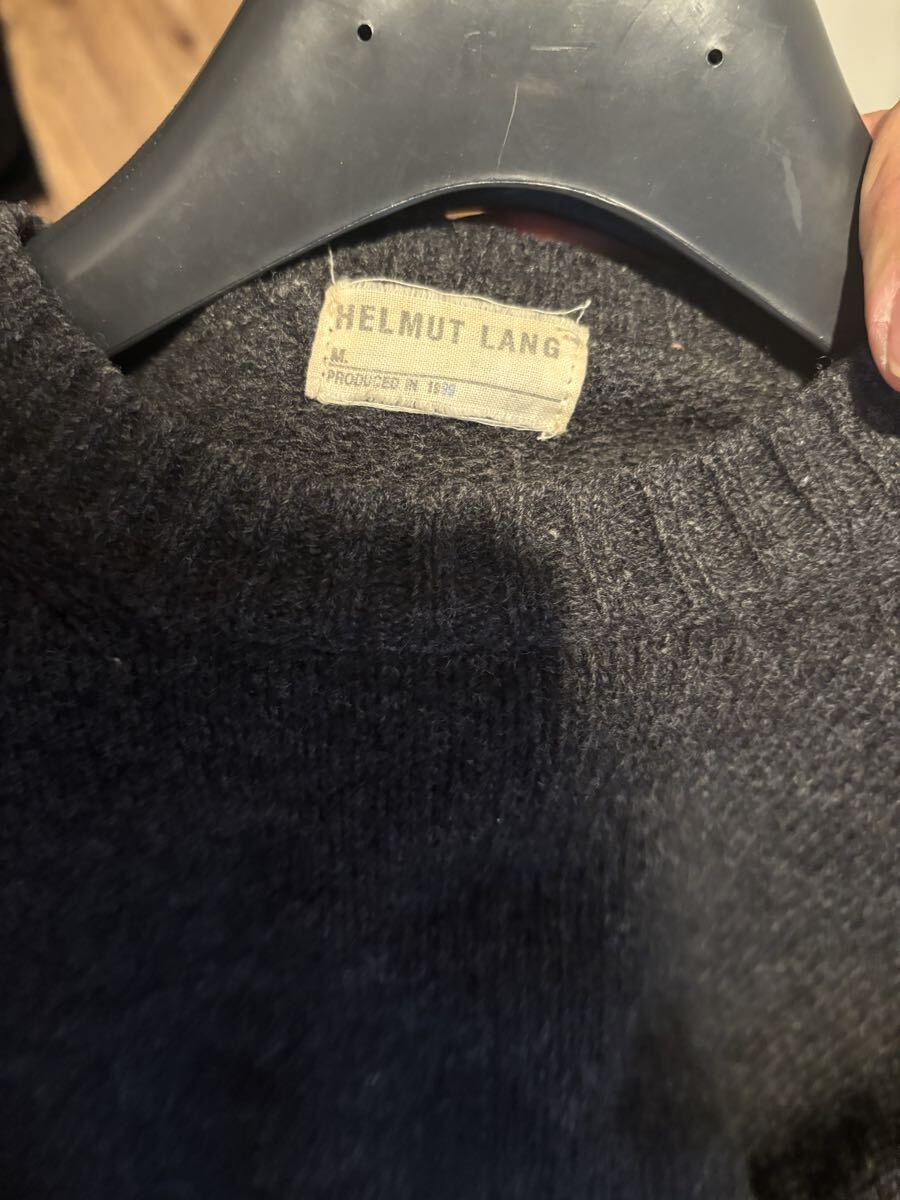 HELMUT LANG
M.
PRODUCED IN